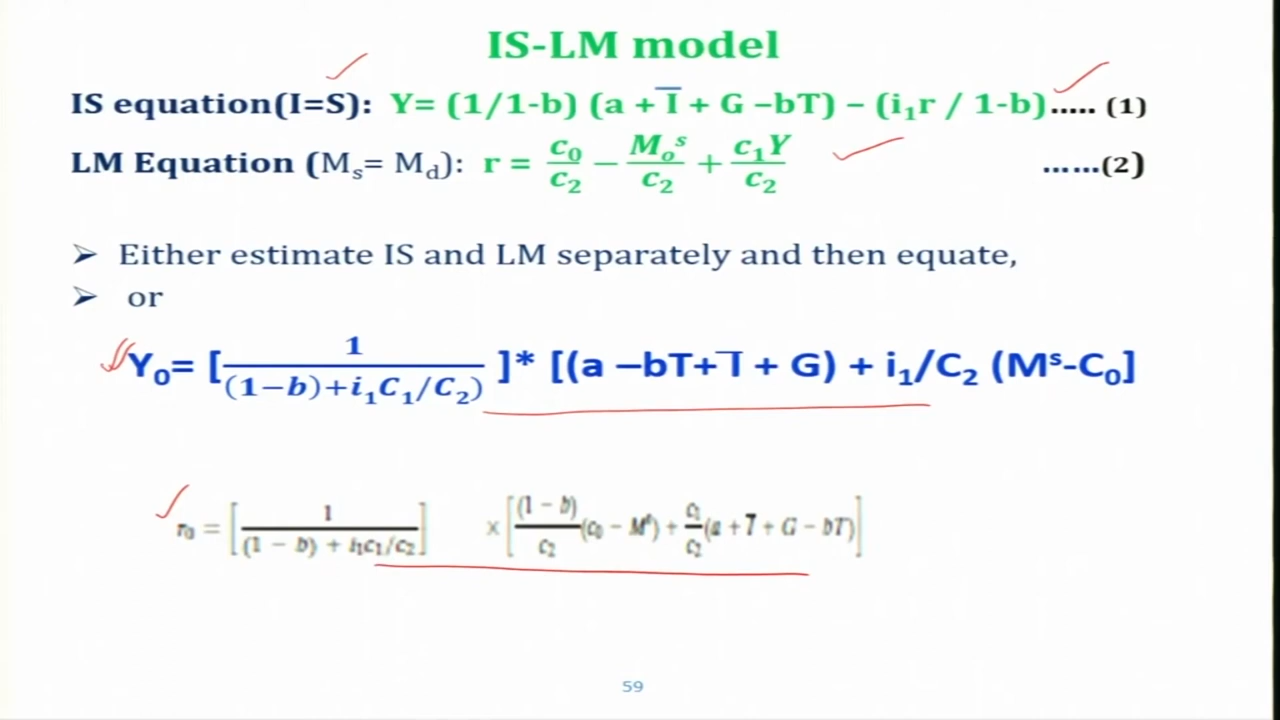 IS-LM model
IS equation(I=S): Y= (1/1-b) (a + Ī + G –bT) – (i₁r / 1-b)..... (1)
LM Equation (Mₛ= M_d): r = c₀/c₂ − M₀ˢ/c₂ + c₁Y/c₂ ......(2)
➢ Either estimate IS and LM separately and then equate,
➢ or
Y₀= [1/((1−b)+i₁C₁/C₂) ]* [(a –bT+ Ī + G) + i₁/C₂ (Mˢ-C₀]
r₀ = [1/((1 − b) + i₁c₁/c₂)] × [(1 − b)/c₂ (c₀ − Mˢ) + c₁/c₂ (a + Ī + G − bT)]
59